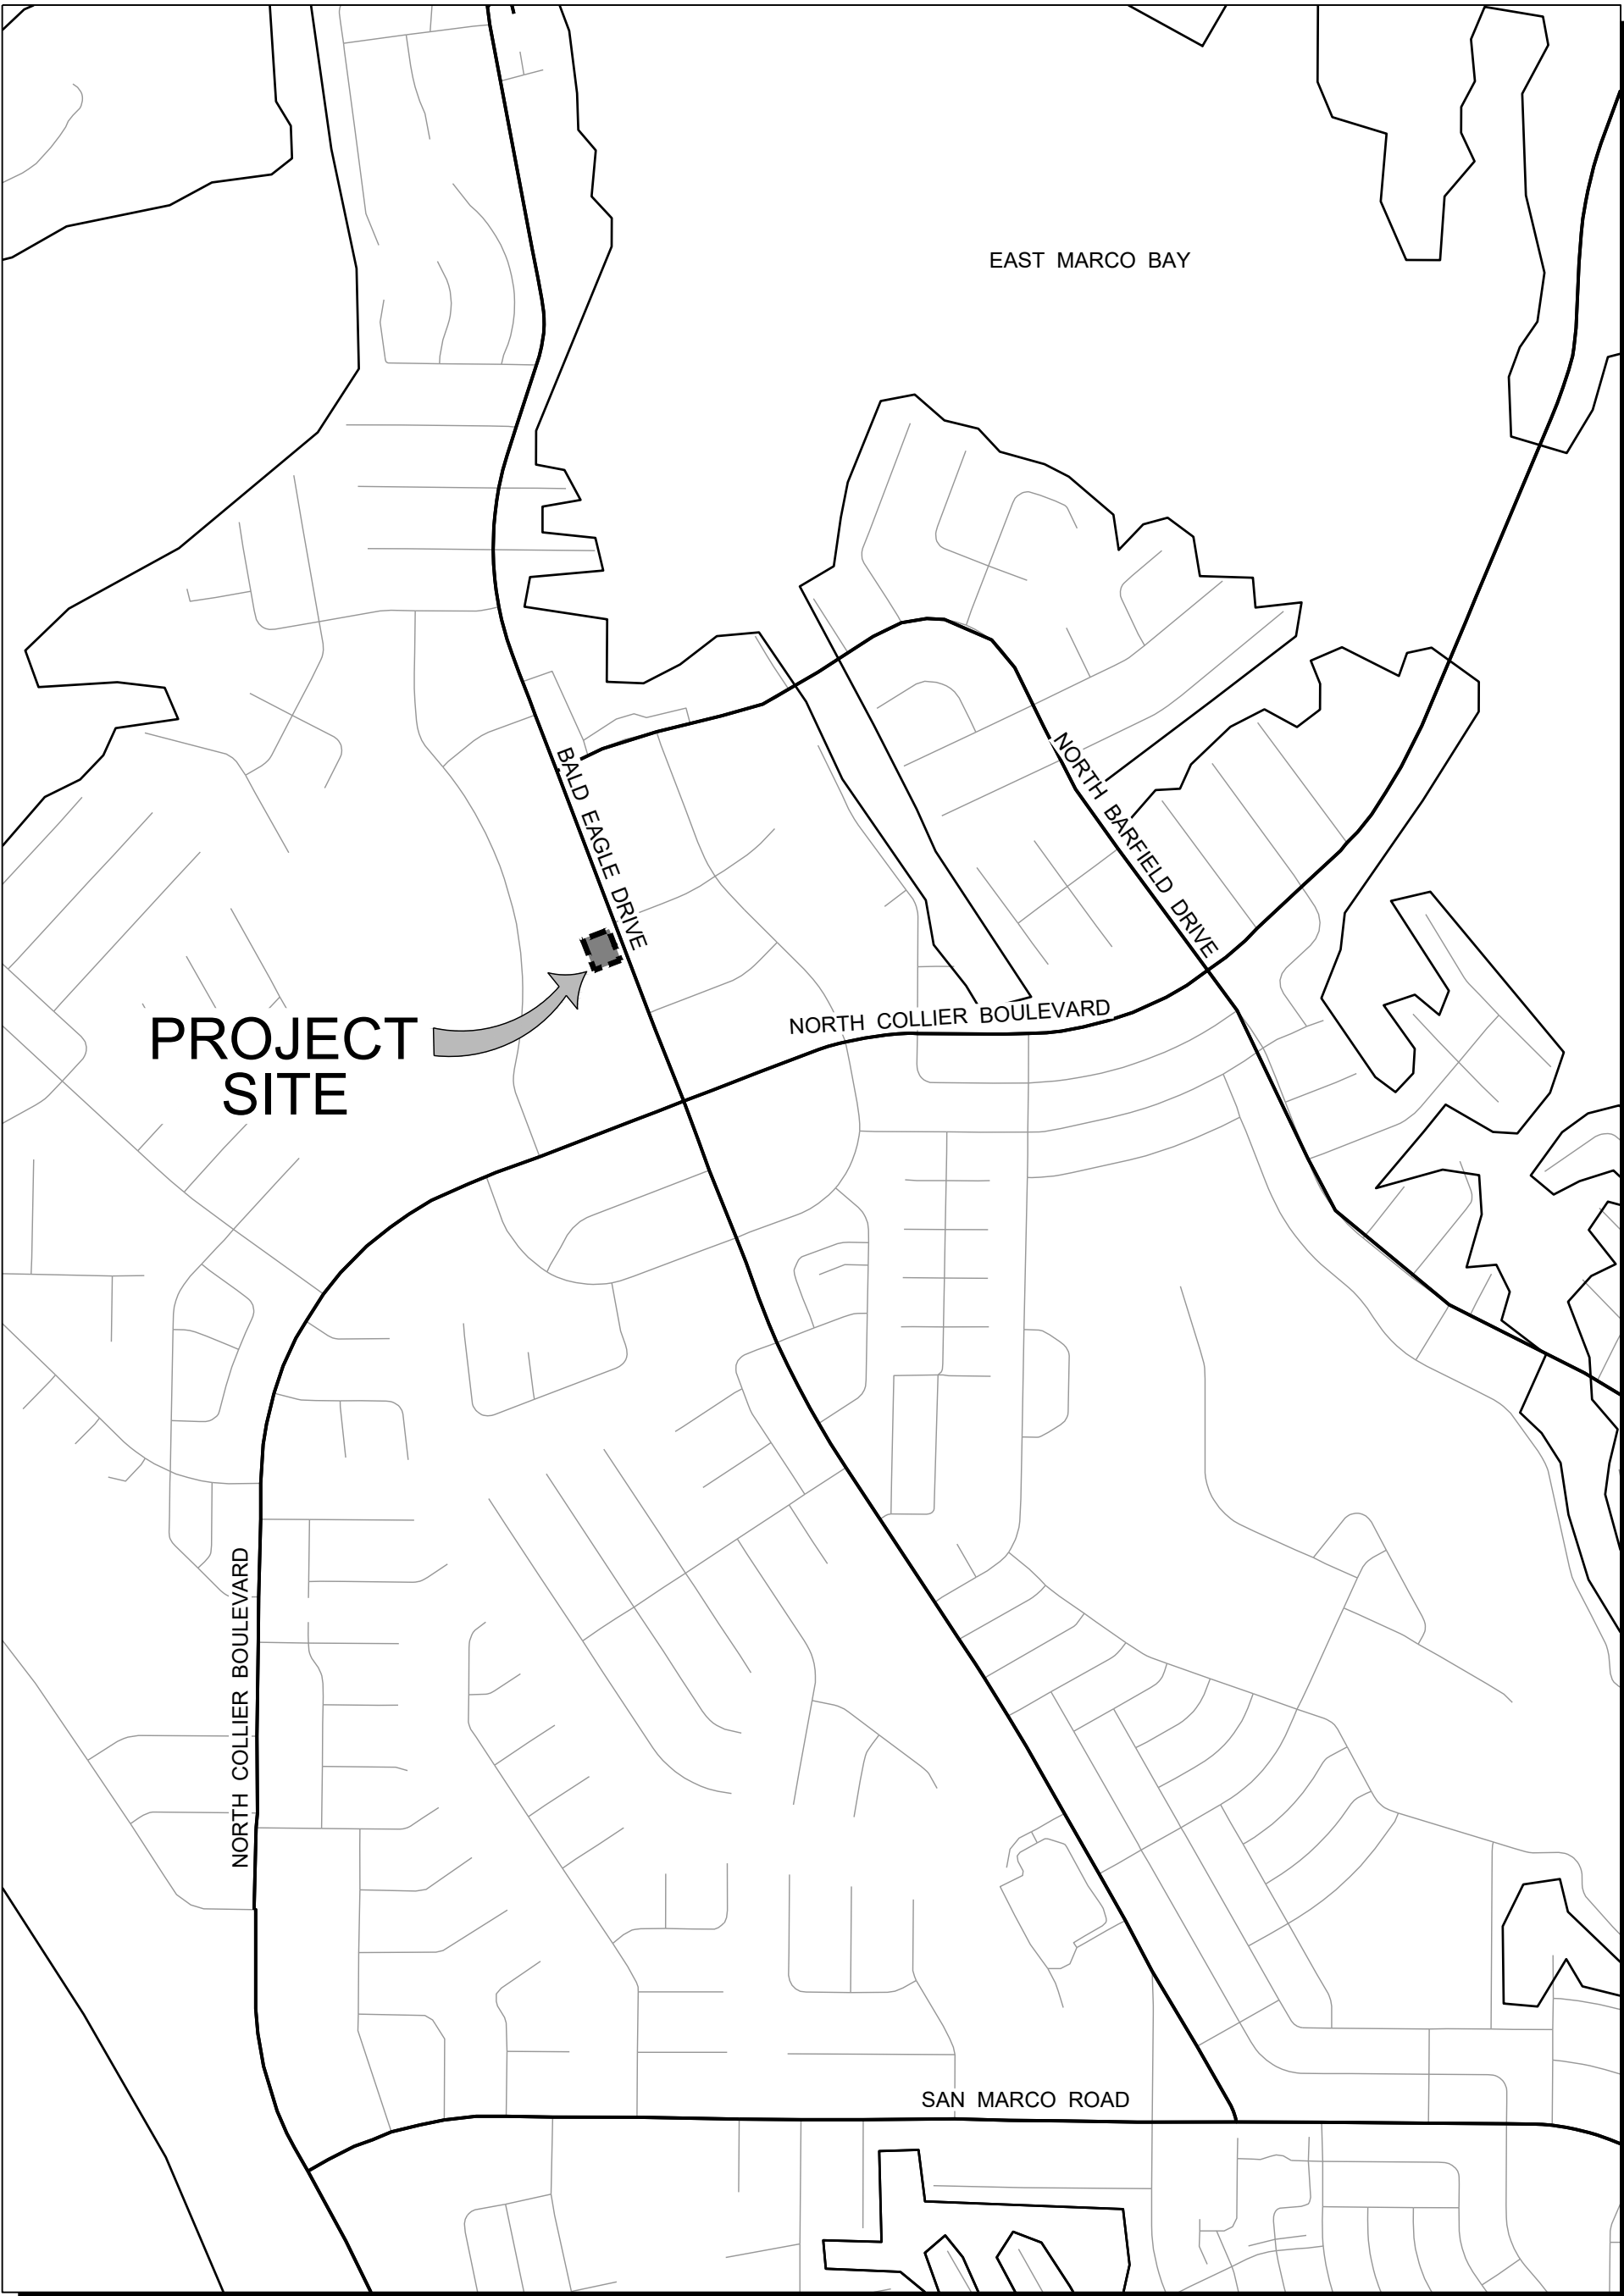 EAST MARCO BAY
BALD EAGLE DRIVE
NORTH BARFIELD DRIVE
NORTH COLLIER BOULEVARD
PROJECT
SITE
NORTH COLLIER BOULEVARD
SAN MARCO ROAD